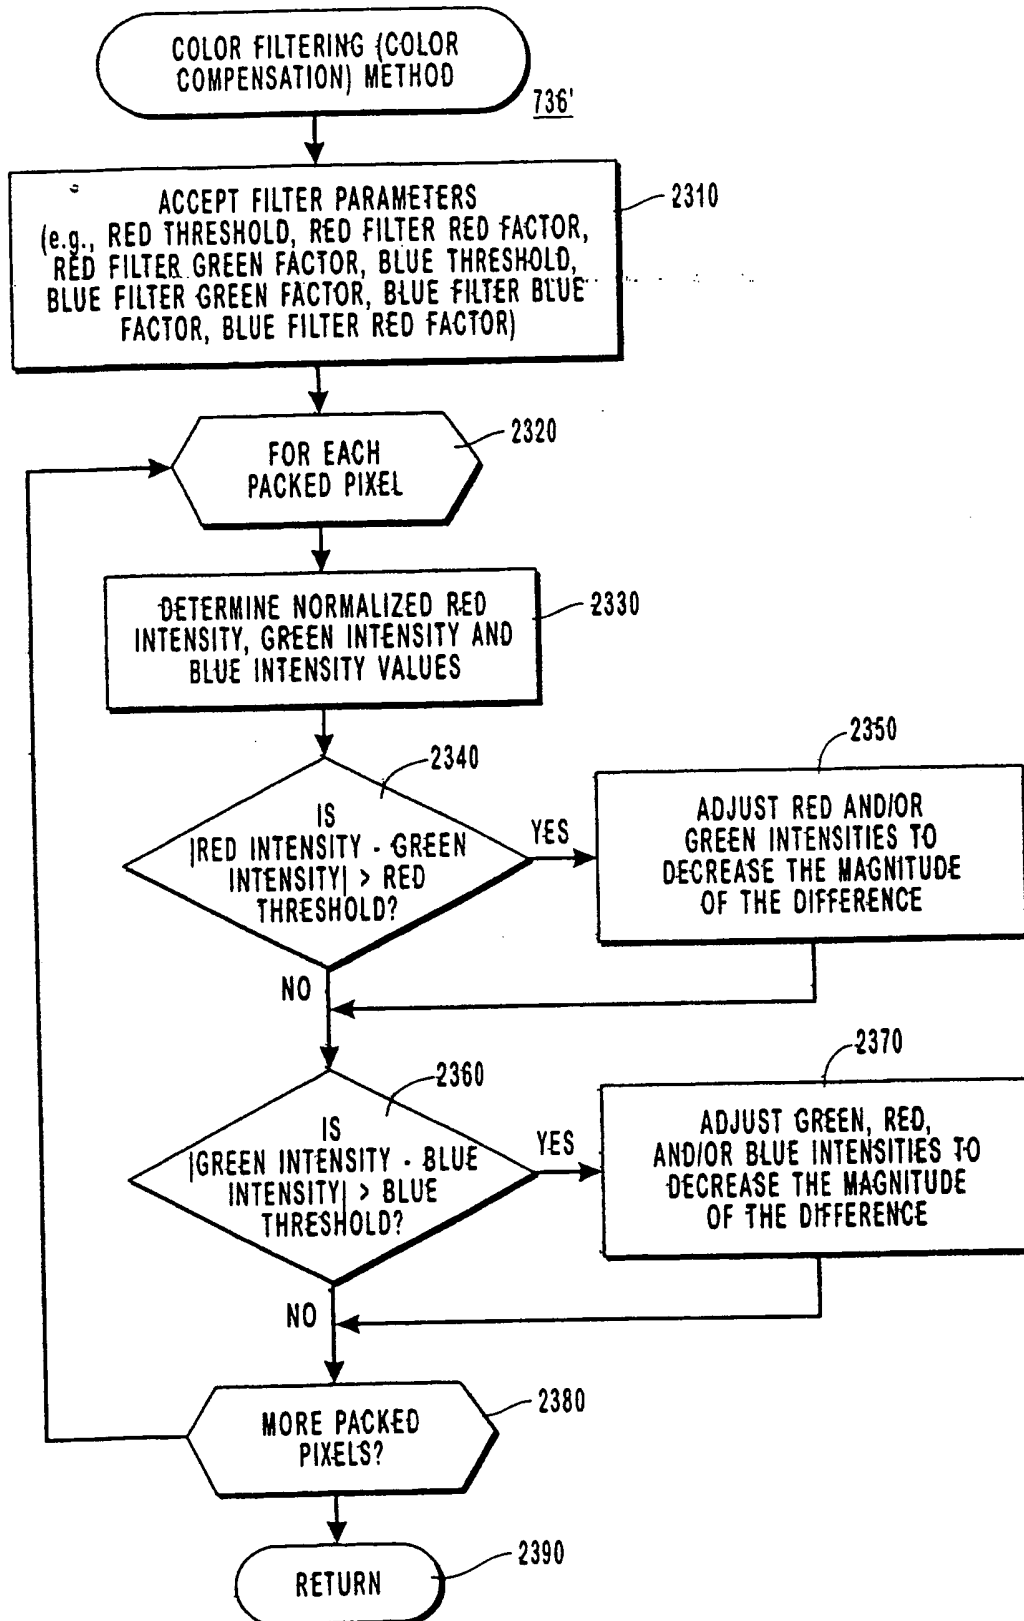 COLOR FILTERING (COLOR
COMPENSATION) METHOD
736'
ACCEPT FILTER PARAMETERS
(e.g., RED THRESHOLD, RED FILTER RED FACTOR,
RED FILTER GREEN FACTOR, BLUE THRESHOLD,
BLUE FILTER GREEN FACTOR, BLUE FILTER BLUE
FACTOR, BLUE FILTER RED FACTOR)
2310
FOR EACH
PACKED PIXEL
2320
DETERMINE NORMALIZED RED
INTENSITY, GREEN INTENSITY AND
BLUE INTENSITY VALUES
2330
2340
IS
|RED INTENSITY - GREEN
INTENSITY| > RED
THRESHOLD?
YES
2350
ADJUST RED AND/OR
GREEN INTENSITIES TO
DECREASE THE MAGNITUDE
OF THE DIFFERENCE
NO
2360
IS
|GREEN INTENSITY - BLUE
INTENSITY| > BLUE
THRESHOLD?
YES
2370
ADJUST GREEN, RED,
AND/OR BLUE INTENSITIES TO
DECREASE THE MAGNITUDE
OF THE DIFFERENCE
NO
MORE PACKED
PIXELS?
2380
RETURN
2390